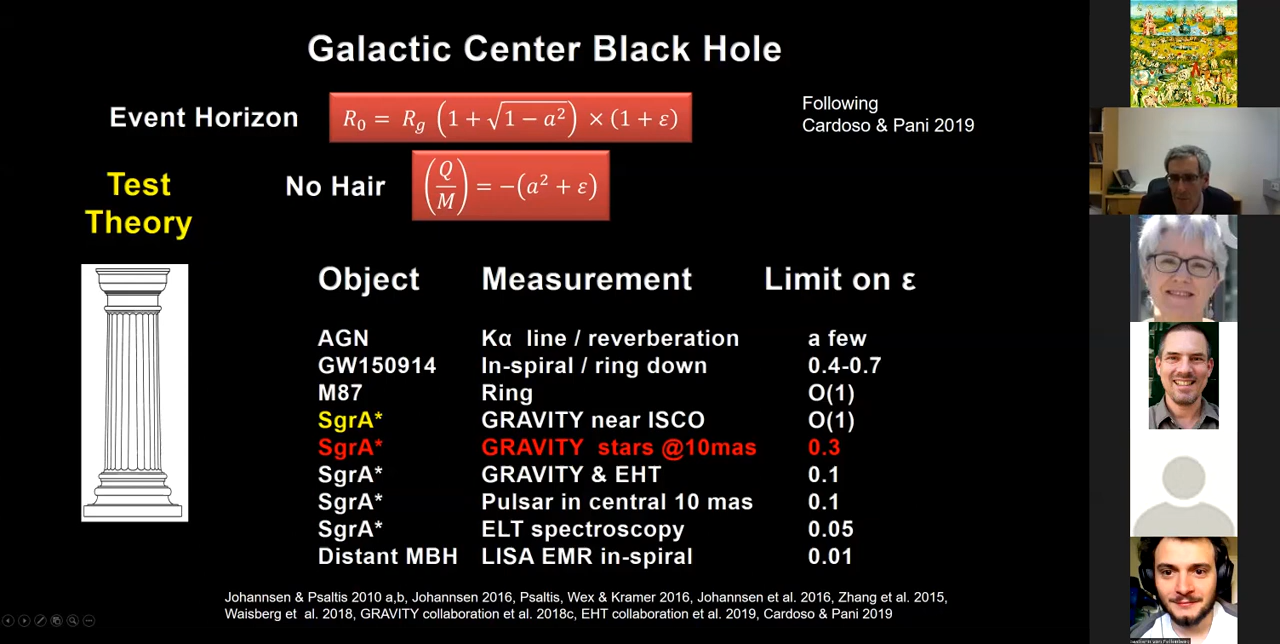 Galactic Center Black Hole
Event Horizon
R₀ = R_g (1 + √(1 − a²)) × (1 + ε)
Following
Cardoso & Pani 2019
Test
Theory
No Hair
(Q/M) = −(a² + ε)
Object Measurement Limit on ε
AGN Kα line / reverberation a few
GW150914 In-spiral / ring down 0.4-0.7
M87 Ring O(1)
SgrA* GRAVITY near ISCO O(1)
SgrA* GRAVITY stars @10mas 0.3
SgrA* GRAVITY & EHT 0.1
SgrA* Pulsar in central 10 mas 0.1
SgrA* ELT spectroscopy 0.05
Distant MBH LISA EMR in-spiral 0.01
Johannsen & Psaltis 2010 a,b, Johannsen 2016, Psaltis, Wex & Kramer 2016, Johannsen et al. 2016, Zhang et al. 2015,
Waisberg et al. 2018, GRAVITY collaboration et al. 2018c, EHT collaboration et al. 2019, Cardoso & Pani 2019